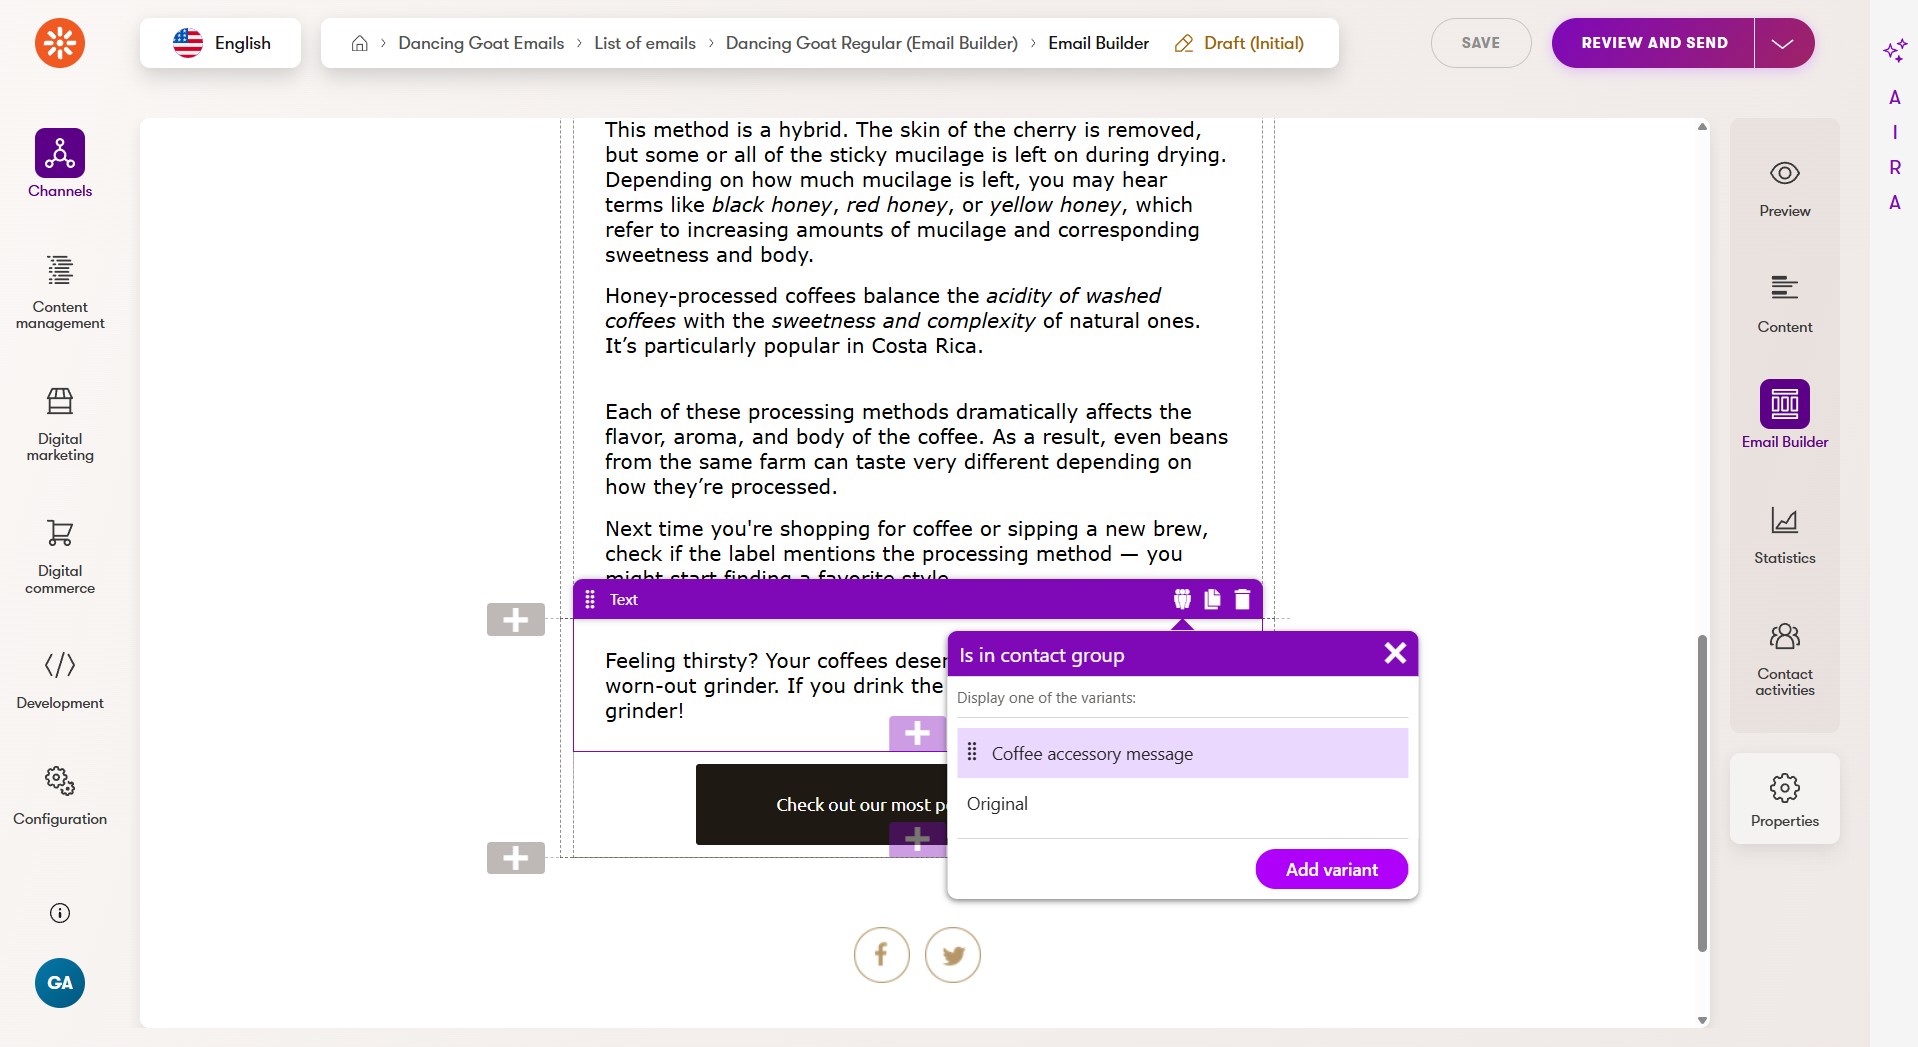 English
Dancing Goat Emails
List of emails
Dancing Goat Regular (Email Builder)
Email Builder
Draft (Initial)
SAVE
REVIEW AND SEND
A
I
R
A
Channels
Content
management
Digital
marketing
Digital
commerce
Development
Configuration
GA
This method is a hybrid. The skin of the cherry is removed,
but some or all of the sticky mucilage is left on during drying.
Depending on how much mucilage is left, you may hear
terms like black honey, red honey, or yellow honey, which
refer to increasing amounts of mucilage and corresponding
sweetness and body.
Honey-processed coffees balance the acidity of washed
coffees with the sweetness and complexity of natural ones.
It’s particularly popular in Costa Rica.
Each of these processing methods dramatically affects the
flavor, aroma, and body of the coffee. As a result, even beans
from the same farm can taste very different depending on
how they’re processed.
Next time you're shopping for coffee or sipping a new brew,
check if the label mentions the processing method — you
might start finding a favorite style
Text
Feeling thirsty? Your coffees
worn-out grinder. If you drink the
grinder!
Check out our most
Is in contact group
Display one of the variants:
Coffee accessory message
Original
Add variant
Preview
Content
Email Builder
Statistics
Contact
activities
Properties